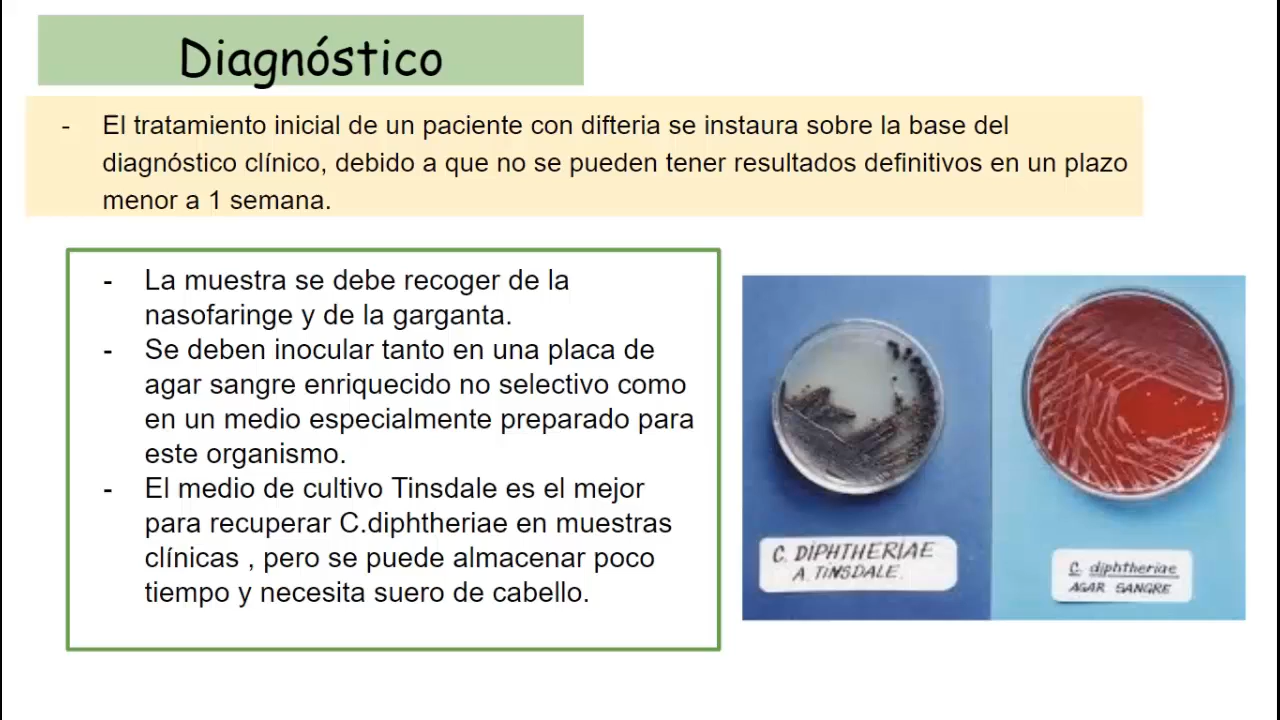 Diagnóstico
- El tratamiento inicial de un paciente con difteria se instaura sobre la base del
diagnóstico clínico, debido a que no se pueden tener resultados definitivos en un plazo
menor a 1 semana.
- La muestra se debe recoger de la
nasofaringe y de la garganta.
- Se deben inocular tanto en una placa de
agar sangre enriquecido no selectivo como
en un medio especialmente preparado para
este organismo.
- El medio de cultivo Tinsdale es el mejor
para recuperar C.diphtheriae en muestras
clínicas , pero se puede almacenar poco
tiempo y necesita suero de cabello.
C. DIPHTHERIAE
A. TINSDALE.
C. diphtheriae
AGAR SANGRE